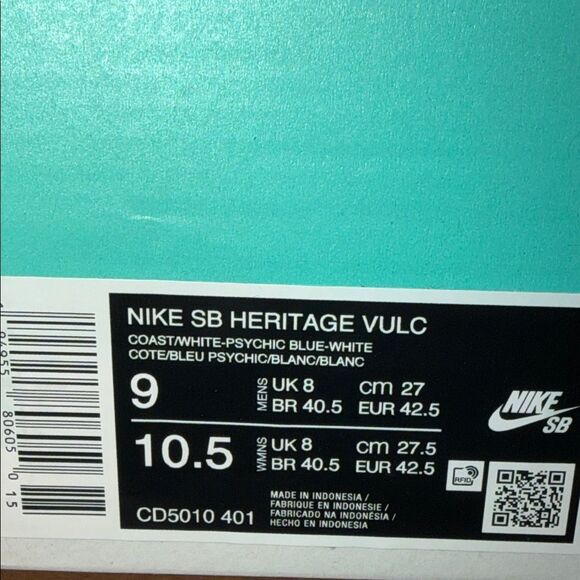 NIKE SB HERITAGE VULC
COAST/WHITE-PSYCHIC BLUE-WHITE
COTE/BLEU PSYCHIC/BLANC/BLANC
9 MENS UK 8 cm 27
BR 40.5 EUR 42.5
10.5 WMNS UK 8 cm 27.5
BR 40.5 EUR 42.5
NIKE
SB
RFID
CD5010 401
MADE IN INDONESIA /
FABRIQUE EN INDONESIE /
FABRICADO NA INDONÉSIA /
HECHO EN INDONESIA
80605 015